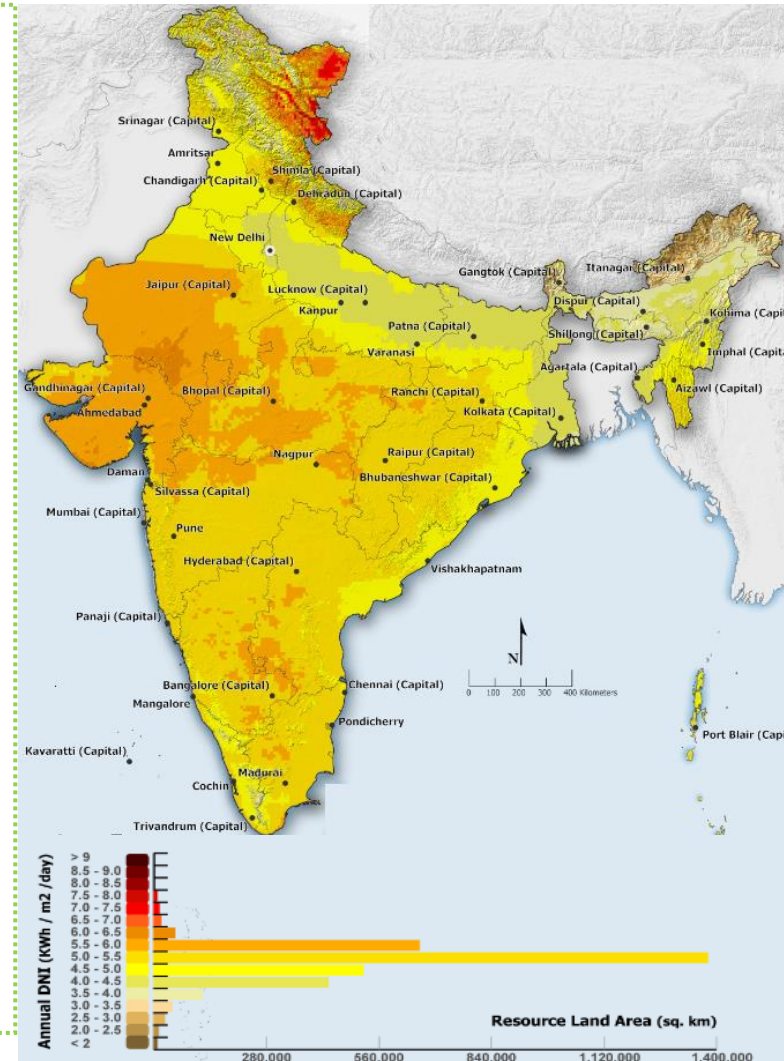 Srinagar (Capital)
Amritsar
Shimla (Capital)
Chandigarh (Capital)
Dehradun (Capital)
New Delhi
Gangtok (Capital)
Itanagar (Capital)
Jaipur (Capital)
Lucknow (Capital)
Kanpur
Dispur (Capital)
Kohima (Capit
Patna (Capital)
Shillong (Capital)
Varanasi
Imphal (Capita
Agartala (Capital)
Gandhinagar (Capital)
Bhopal (Capital)
Ranchi (Capital)
Aizawl (Capital)
Ahmedabad
Kolkata (Capital)
Nagpur
Raipur (Capital)
Daman
Bhubaneshwar (Capital)
Silvassa (Capital)
Mumbai (Capital)
Pune
Hyderabad (Capital)
Vishakhapatnam
Panaji (Capital)
N
Bangalore (Capital)
Chennai (Capital)
0 100 200 300 400 Kilometers
Mangalore
Pondicherry
Port Blair (Capi
Kavaratti (Capital)
Madurai
Cochin
Trivandrum (Capital)
Annual DNI (KWh / m2 /day)
> 9
8.5 - 9.0
8.0 - 8.5
7.5 - 8.0
7.0 - 7.5
6.5 - 7.0
6.0 - 6.5
5.5 - 6.0
5.0 - 5.5
4.5 - 5.0
4.0 - 4.5
3.5 - 4.0
3.0 - 3.5
2.5 - 3.0
2.0 - 2.5
< 2
Resource Land Area (sq. km)
280,000 560,000 840,000 1,120,000 1,400,000